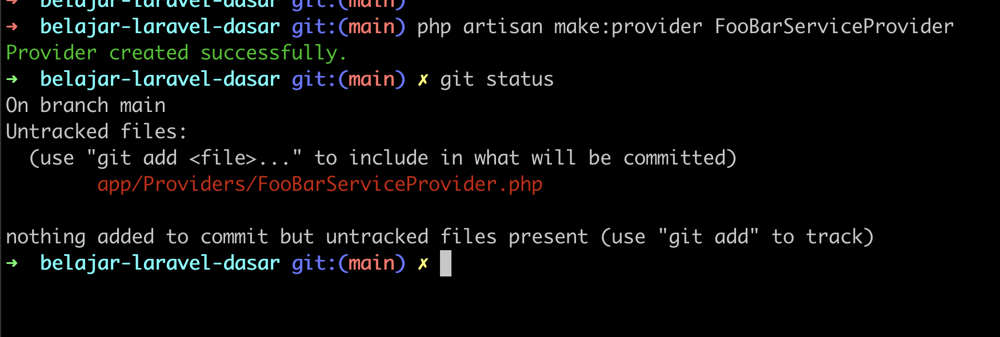 ➜  belajar-laravel-dasar git:(main)
➜  belajar-laravel-dasar git:(main) php artisan make:provider FooBarServiceProvider
Provider created successfully.
➜  belajar-laravel-dasar git:(main) ✗ git status
On branch main
Untracked files:
  (use "git add <file>..." to include in what will be committed)
        app/Providers/FooBarServiceProvider.php

nothing added to commit but untracked files present (use "git add" to track)
➜  belajar-laravel-dasar git:(main) ✗